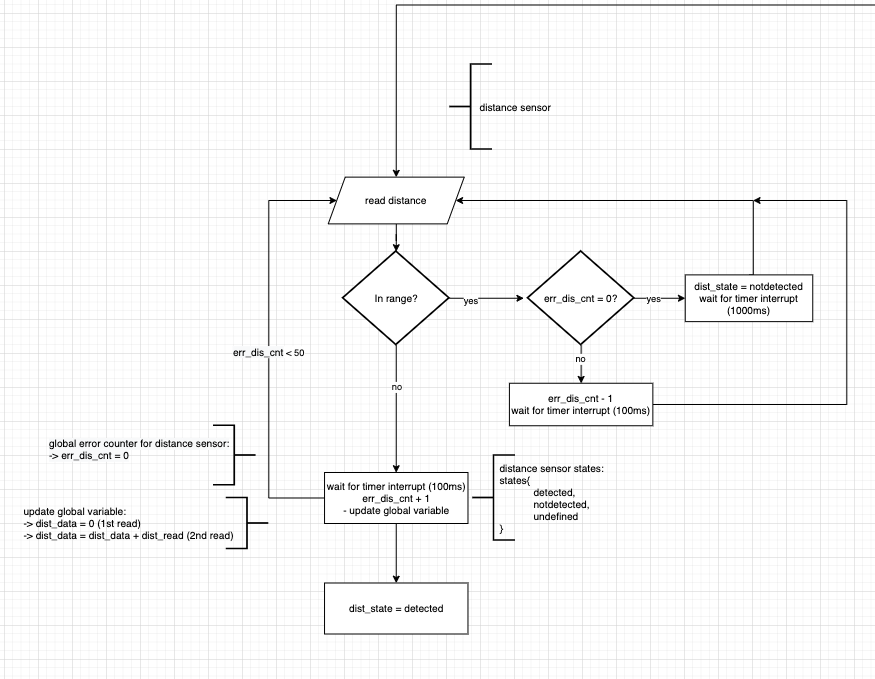 distance sensor
read distance
In range?
yes
err_dis_cnt = 0?
yes
dist_state = notdetected
wait for timer interrupt
(1000ms)
no
err_dis_cnt - 1
wait for timer interrupt (100ms)
err_dis_cnt < 50
no
global error counter for distance sensor:
-> err_dis_cnt = 0
wait for timer interrupt (100ms)
err_dis_cnt + 1
- update global variable
distance sensor states:
states{
detected,
notdetected,
undefined
}
update global variable:
-> dist_data = 0 (1st read)
-> dist_data = dist_data + dist_read (2nd read)
dist_state = detected